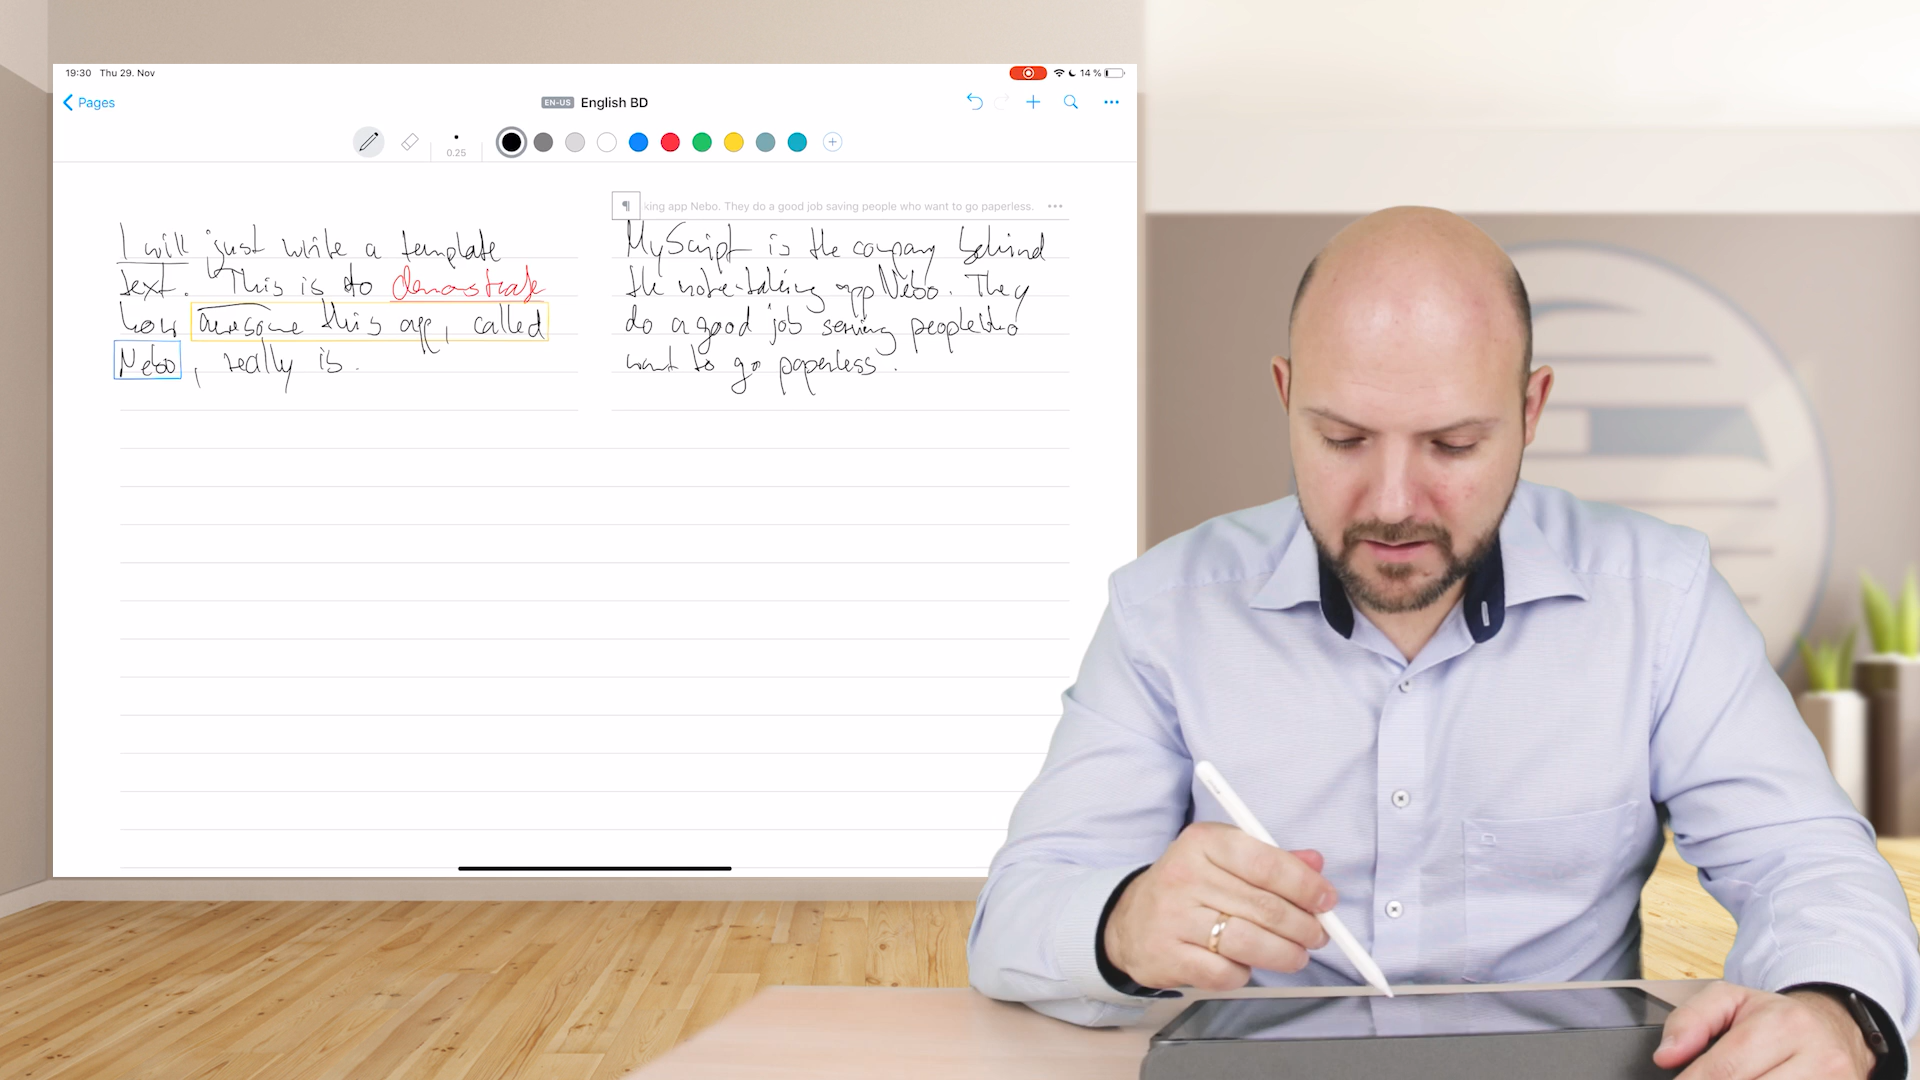 19:30 Thu 29. Nov
14 %
Pages
EN-US English BD
0.25
I will just write a template
text. This is to demonstrate
how awesome this app, called
Nebo, really is.
king app Nebo. They do a good job saving people who want to go paperless.
MyScript is the company behind
the note-taking app Nebo. They
do a good job serving people who
want to go paperless.